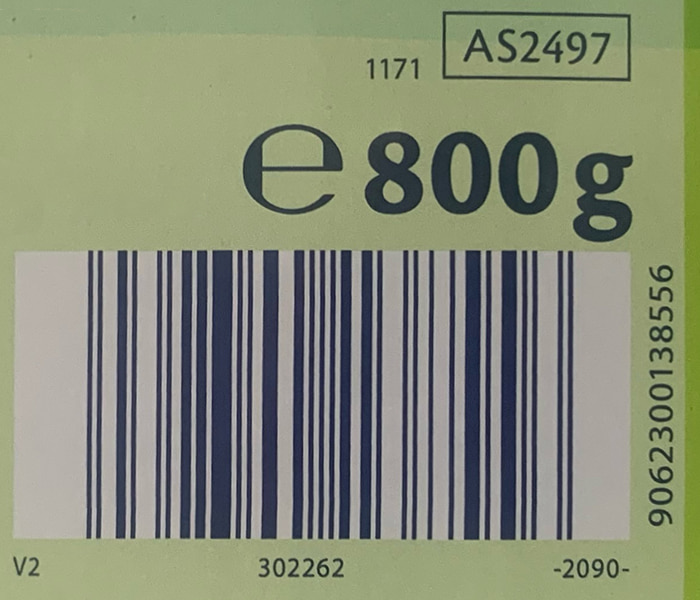 AS2497
1171
℮ 800 g
9062300138556
V2 302262 -2090-